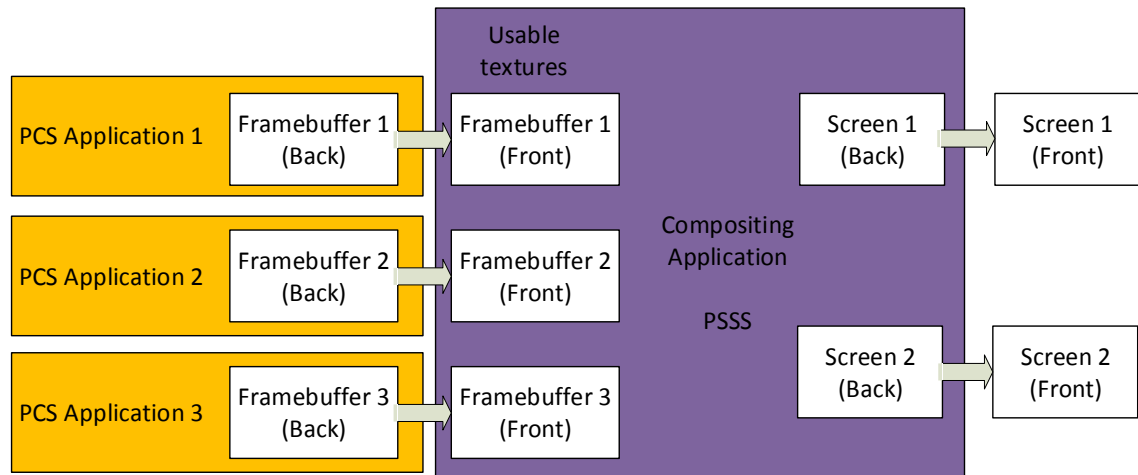 Usable
textures
PCS Application 1
Framebuffer 1
(Back)
Framebuffer 1
(Front)
Screen 1
(Back)
Screen 1
(Front)
PCS Application 2
Framebuffer 2
(Back)
Framebuffer 2
(Front)
Compositing
Application
PSSS
PCS Application 3
Framebuffer 3
(Back)
Framebuffer 3
(Front)
Screen 2
(Back)
Screen 2
(Front)